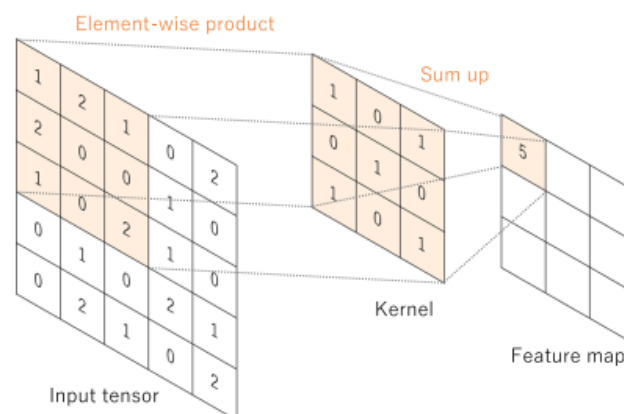 Element-wise product
Sum up
1 2 1 0 2
2 0 0 1 0
1 0 2 1 0
0 1 0 2 1
0 2 1 0 2
1 0 1
0 1 0
1 0 1
5
Kernel
Feature map
Input tensor